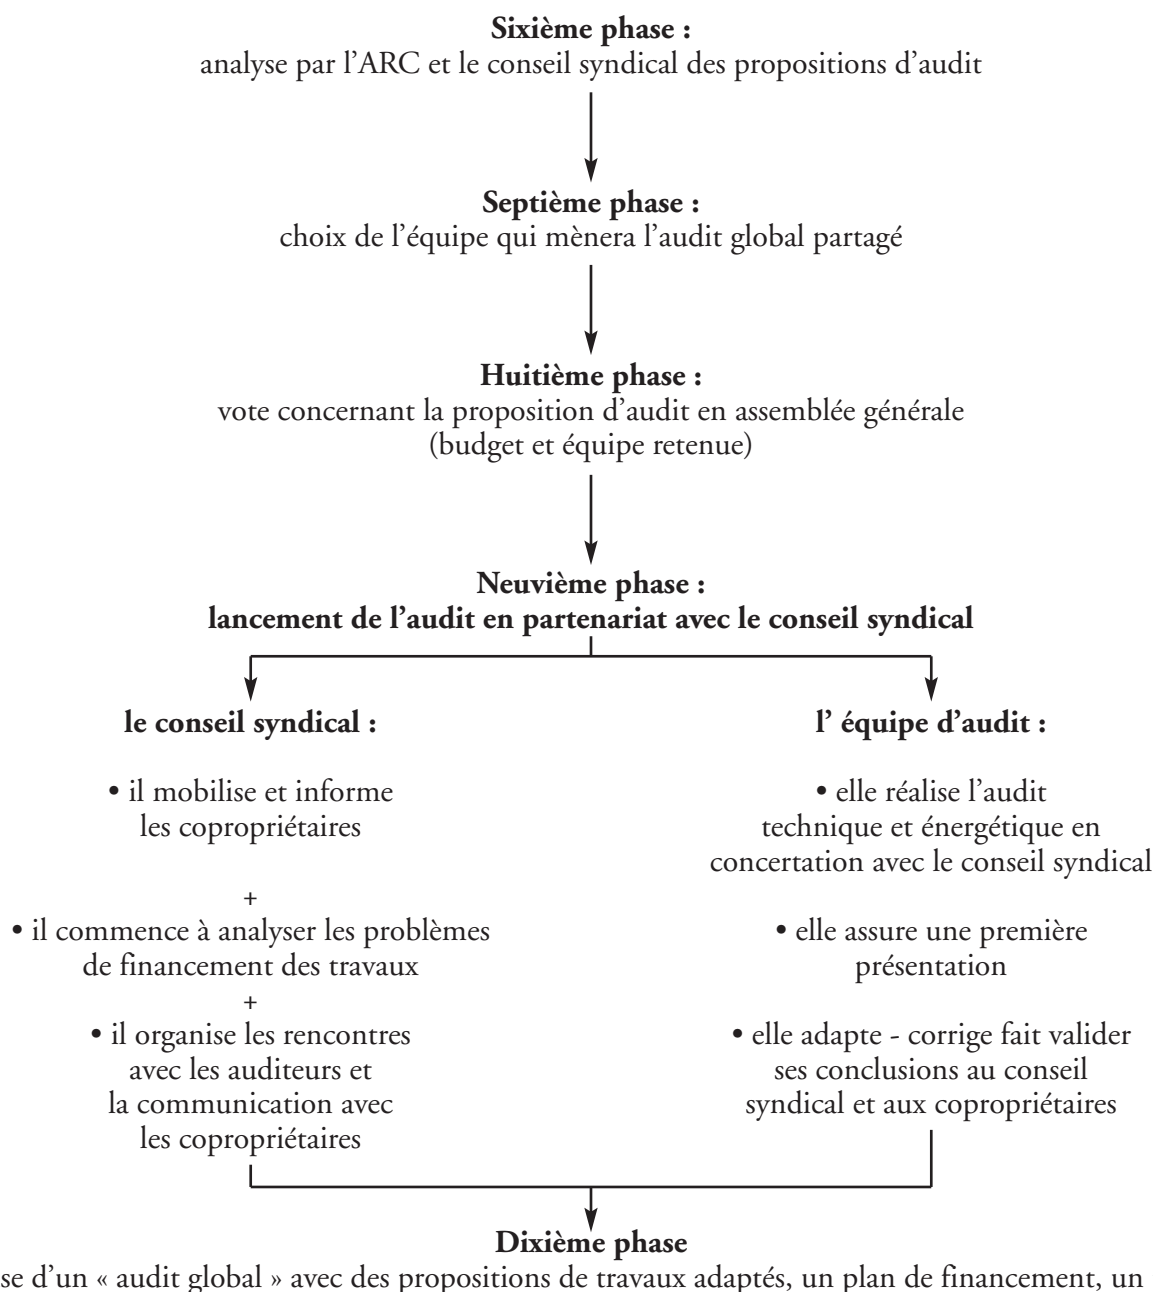 Sixième phase :
analyse par l’ARC et le conseil syndical des propositions d’audit
Septième phase :
choix de l’équipe qui mènera l’audit global partagé
Huitième phase :
vote concernant la proposition d’audit en assemblée générale
(budget et équipe retenue)
Neuvième phase :
lancement de l’audit en partenariat avec le conseil syndical
le conseil syndical :
• il mobilise et informe
les copropriétaires
+
• il commence à analyser les problèmes
de financement des travaux
+
• il organise les rencontres
avec les auditeurs et
la communication avec
les copropriétaires
l’ équipe d’audit :
• elle réalise l’audit
technique et énergétique en
concertation avec le conseil syndical
• elle assure une première
présentation
• elle adapte - corrige fait valider
ses conclusions au conseil
syndical et aux copropriétaires
Dixième phase
se d’un « audit global » avec des propositions de travaux adaptés, un plan de financement, un